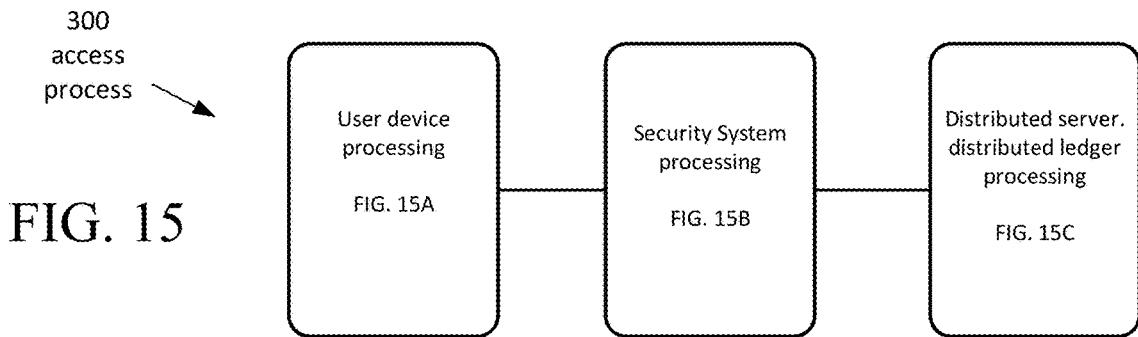 300
access
process
FIG. 15
User device
processing
FIG. 15A
Security System
processing
FIG. 15B
Distributed server.
distributed ledger
processing
FIG. 15C